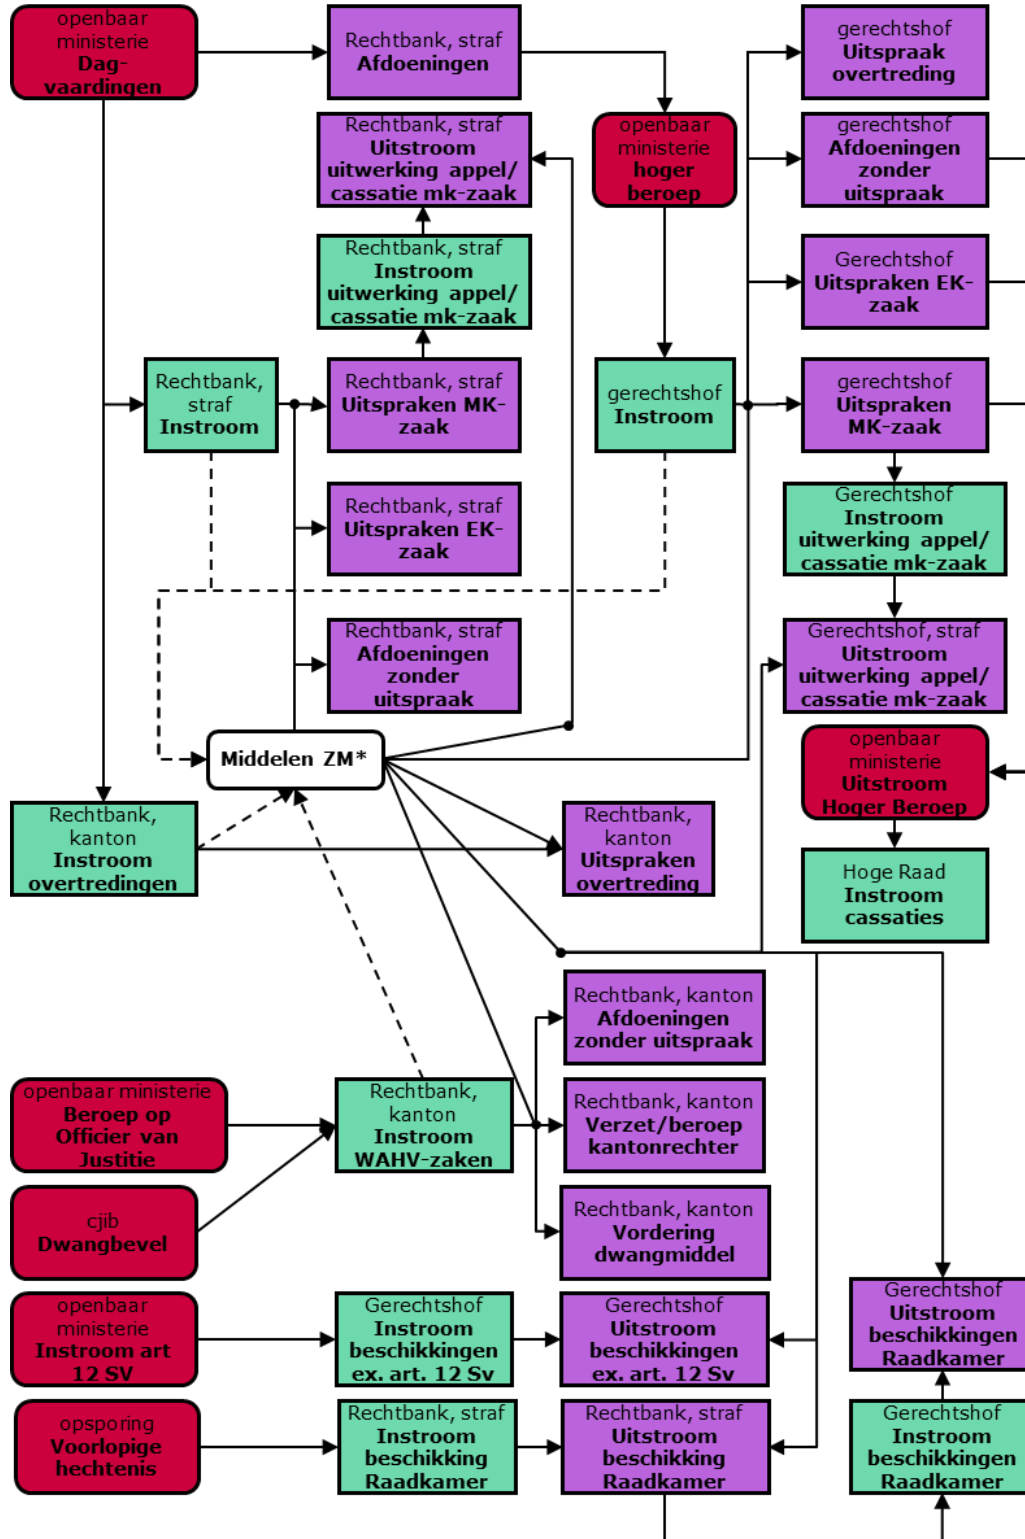 openbaar
ministerie
Dag-
vaardingen
Rechtbank, straf
Afdoeningen
gerechtshof
Uitspraak
overtreding
Rechtbank, straf
Uitstroom
uitwerking appel/
cassatie mk-zaak
openbaar
ministerie
hoger
beroep
gerechtshof
Afdoeningen
zonder
uitspraak
Rechtbank, straf
Instroom
uitwerking appel/
cassatie mk-zaak
Gerechtshof
Uitspraken EK-
zaak
Rechtbank,
straf
Instroom
Rechtbank, straf
Uitspraken MK-
zaak
gerechtshof
Instroom
gerechtshof
Uitspraken
MK-zaak
Rechtbank, straf
Uitspraken EK-
zaak
Gerechtshof
Instroom
uitwerking appel/
cassatie mk-zaak
Rechtbank, straf
Afdoeningen
zonder
uitspraak
Gerechtshof, straf
Uitstroom
uitwerking appel/
cassatie mk-zaak
Middelen ZM*
openbaar
ministerie
Uitstroom
Hoger Beroep
Rechtbank,
kanton
Instroom
overtredingen
Rechtbank,
kanton
Uitspraken
overtreding
Hoge Raad
Instroom
cassaties
Rechtbank, kanton
Afdoeningen
zonder uitspraak
openbaar ministerie
Beroep op
Officier van
Justitie
Rechtbank,
kanton
Instroom
WAHV-zaken
Rechtbank, kanton
Verzet/beroep
kantonrechter
cjib
Dwangbevel
Rechtbank, kanton
Vordering
dwangmiddel
openbaar
ministerie
Instroom art
12 SV
Gerechtshof
Instroom
beschikkingen
ex. art. 12 Sv
Gerechtshof
Uitstroom
beschikkingen
ex. art. 12 Sv
Gerechtshof
Uitstroom
beschikkingen
Raadkamer
opsporing
Voorlopige
hechtenis
Rechtbank, straf
Instroom
beschikking
Raadkamer
Rechtbank, straf
Uitstroom
beschikking
Raadkamer
Gerechtshof
Instroom
beschikkingen
Raadkamer